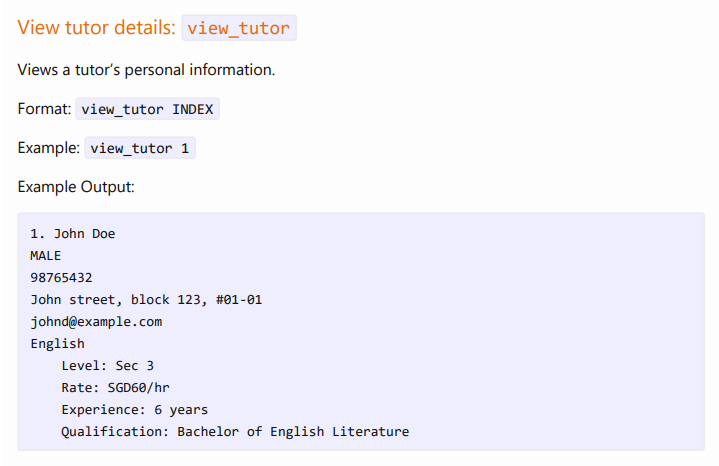 View tutor details: view_tutor
Views a tutor's personal information.
Format: view_tutor INDEX
Example: view_tutor 1
Example Output:
1. John Doe
MALE
98765432
John street, block 123, #01-01
johnd@example.com
English
    Level: Sec 3
    Rate: SGD60/hr
    Experience: 6 years
    Qualification: Bachelor of English Literature